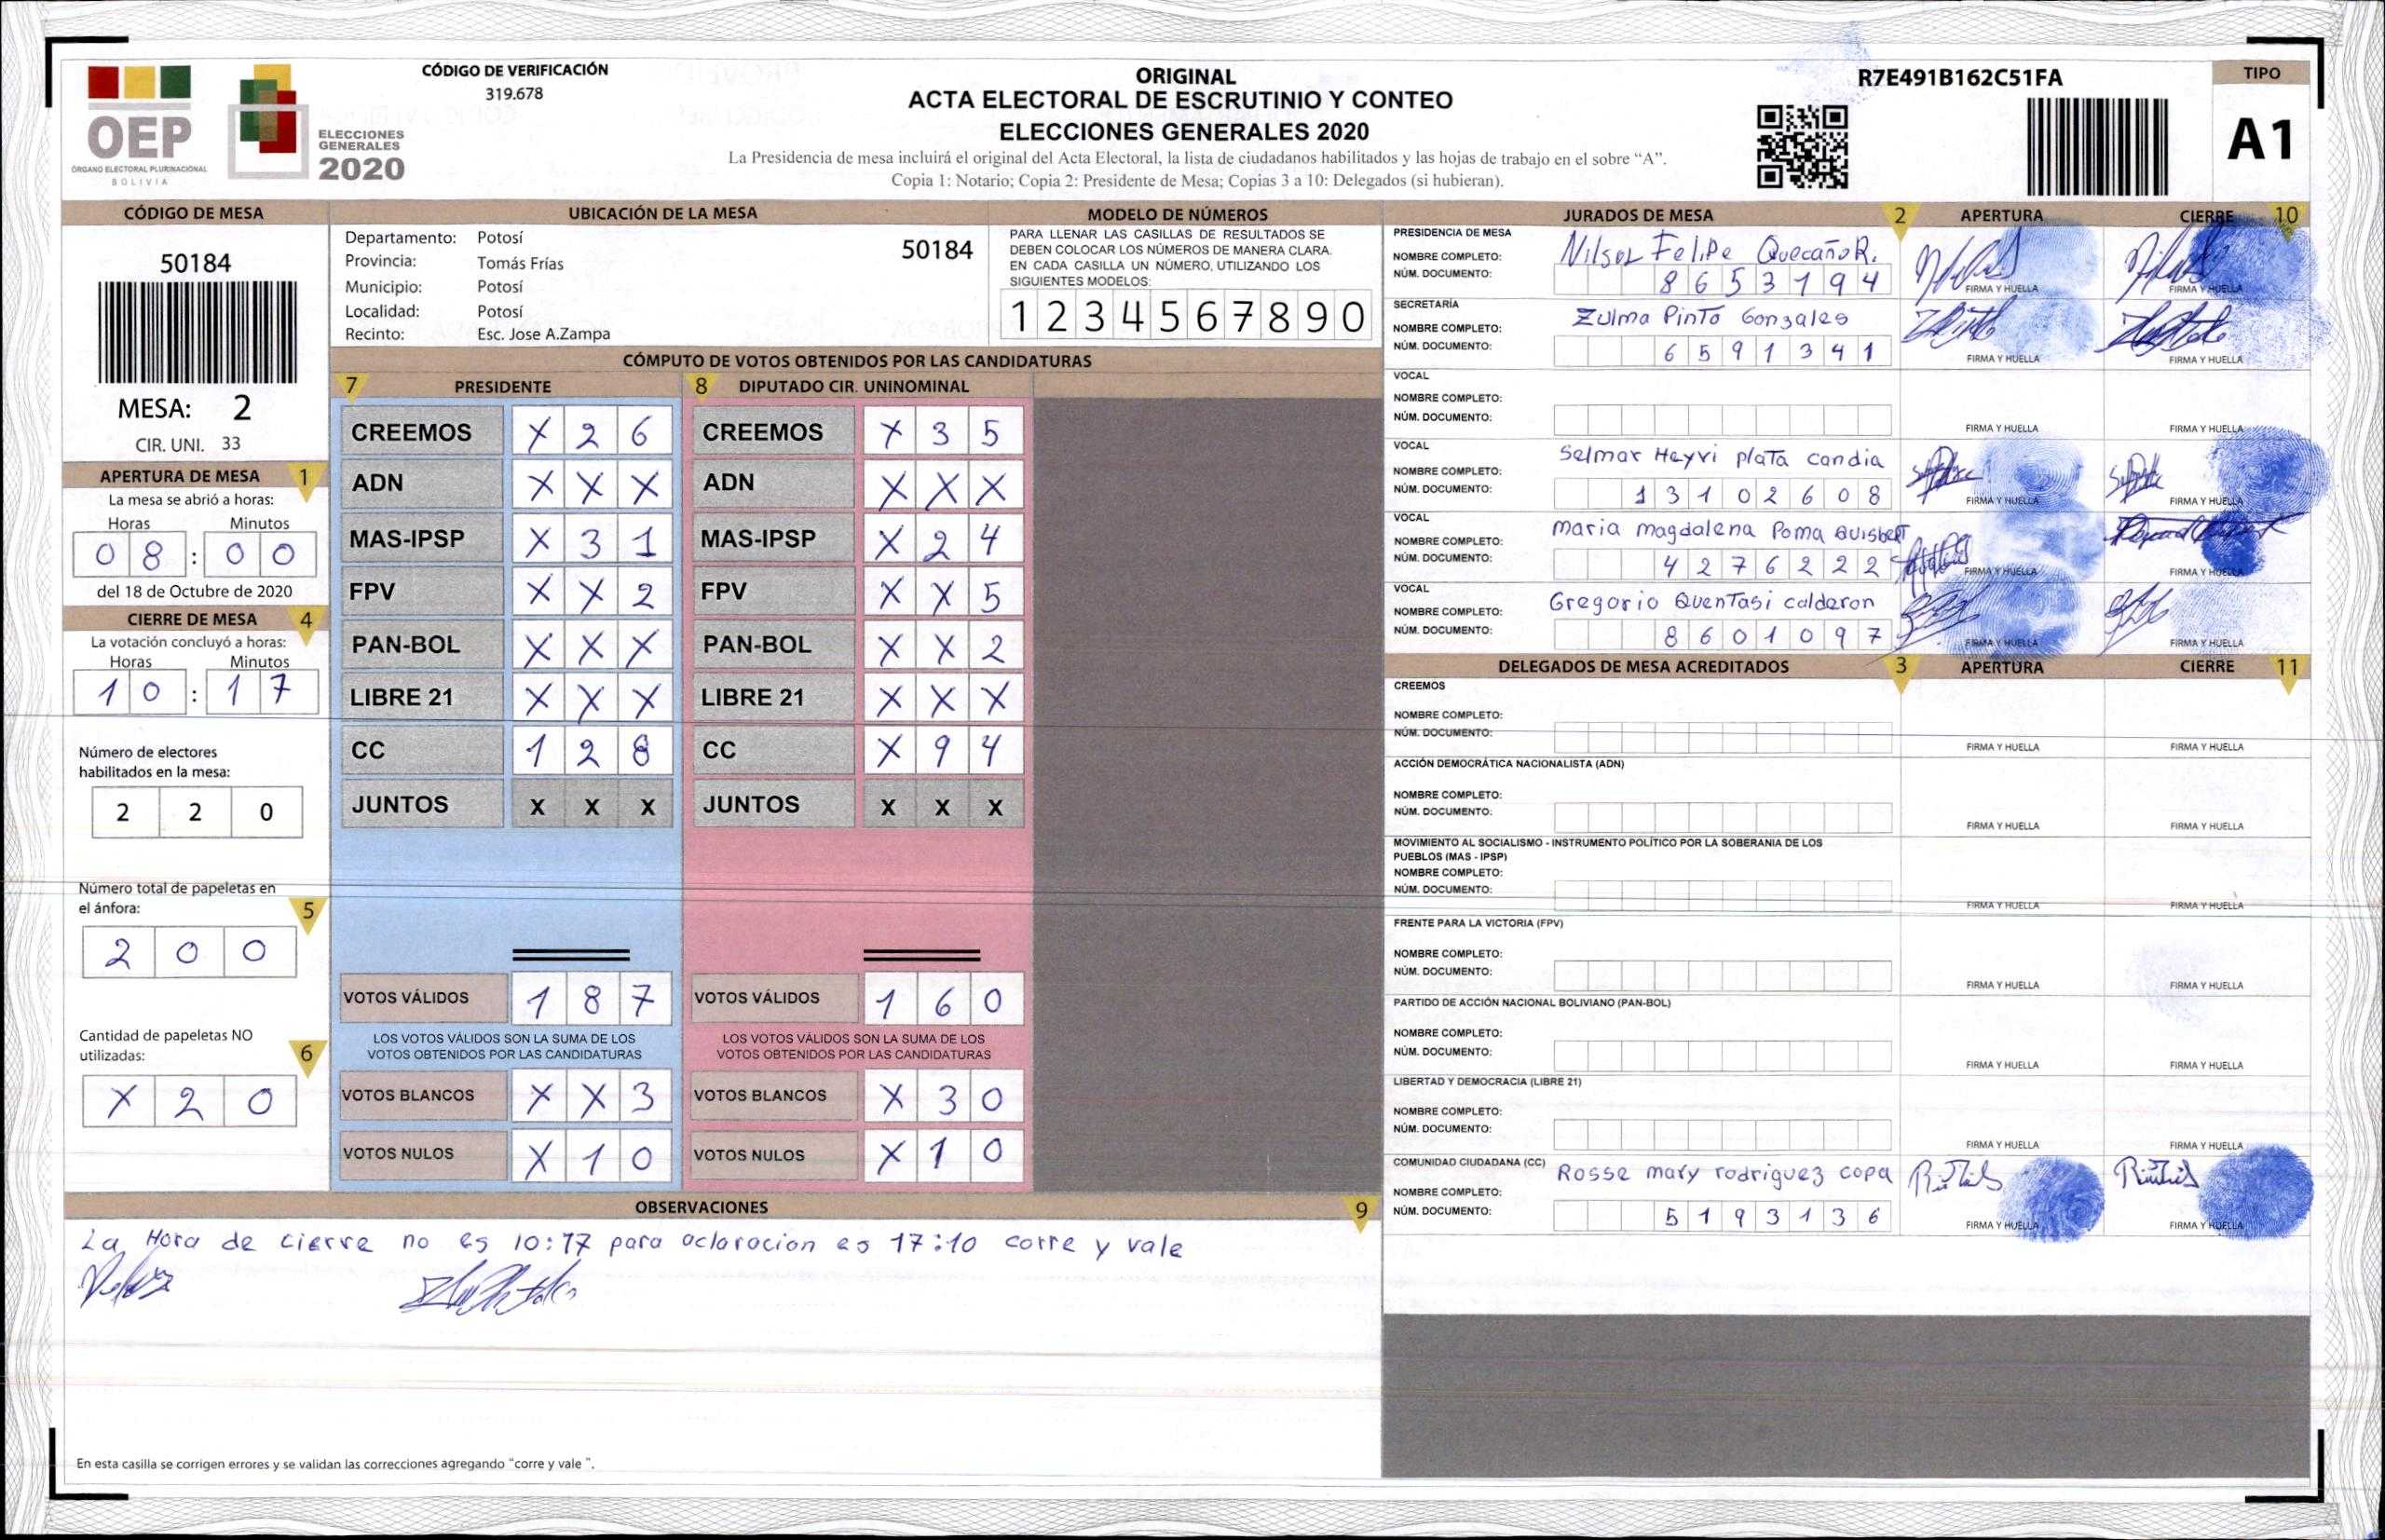 OEP
ÓRGANO ELECTORAL PLURINACIONAL
BOLIVIA
ELECCIONES
GENERALES
2020
CÓDIGO DE VERIFICACIÓN
319.678
ORIGINAL
ACTA ELECTORAL DE ESCRUTINIO Y CONTEO
ELECCIONES GENERALES 2020
La Presidencia de mesa incluirá el original del Acta Electoral, la lista de ciudadanos habilitados y las hojas de trabajo en el sobre “A”.
Copia 1: Notario; Copia 2: Presidente de Mesa; Copias 3 a 10: Delegados (si hubieran).
R7E491B162C51FA
TIPO
A1
CÓDIGO DE MESA
50184
MESA: 2
CIR. UNI. 33
APERTURA DE MESA 1
La mesa se abrió a horas:
Horas Minutos
0 8 : 0 0
del 18 de Octubre de 2020
CIERRE DE MESA 4
La votación concluyó a horas:
Horas Minutos
1 0 : 1 7
Número de electores
habilitados en la mesa:
2 2 0
Número total de papeletas en
el ánfora: 5
2 0 0
Cantidad de papeletas NO
utilizadas: 6
X 2 0
UBICACIÓN DE LA MESA
Departamento: Potosí
50184
Provincia: Tomás Frías
Municipio: Potosí
Localidad: Potosí
Recinto: Esc. Jose A.Zampa
MODELO DE NÚMEROS
PARA LLENAR LAS CASILLAS DE RESULTADOS SE
DEBEN COLOCAR LOS NÚMEROS DE MANERA CLARA.
EN CADA CASILLA UN NÚMERO, UTILIZANDO LOS
SIGUIENTES MODELOS:
1 2 3 4 5 6 7 8 9 0
CÓMPUTO DE VOTOS OBTENIDOS POR LAS CANDIDATURAS
7 PRESIDENTE
CREEMOS X 2 6
ADN X X X
MAS-IPSP X 3 1
FPV X X 2
PAN-BOL X X X
LIBRE 21 X X X
CC 1 2 8
JUNTOS X X X
VOTOS VÁLIDOS 1 8 7
LOS VOTOS VÁLIDOS SON LA SUMA DE LOS
VOTOS OBTENIDOS POR LAS CANDIDATURAS
VOTOS BLANCOS X X 3
VOTOS NULOS X 1 0
8 DIPUTADO CIR. UNINOMINAL
CREEMOS X 3 5
ADN X X X
MAS-IPSP X 2 4
FPV X X 5
PAN-BOL X X 2
LIBRE 21 X X X
CC X 9 4
JUNTOS X X X
VOTOS VÁLIDOS 1 6 0
LOS VOTOS VÁLIDOS SON LA SUMA DE LOS
VOTOS OBTENIDOS POR LAS CANDIDATURAS
VOTOS BLANCOS X 3 0
VOTOS NULOS X 1 0
OBSERVACIONES 9
La Hora de cierre no es 10:17 para aclaracion es 17:10 corre y vale
En esta casilla se corrigen errores y se validan las correcciones agregando “corre y vale ”.
JURADOS DE MESA 2 APERTURA CIERRE 10
PRESIDENCIA DE MESA
NOMBRE COMPLETO: Nilser Felipe Quecaño R.
NÚM. DOCUMENTO: 8 6 5 3 1 9 4
FIRMA Y HUELLA FIRMA Y HUELLA
SECRETARÍA
NOMBRE COMPLETO: Zulma Pinto Gonzales
NÚM. DOCUMENTO: 6 5 9 1 3 4 1
FIRMA Y HUELLA FIRMA Y HUELLA
VOCAL
NOMBRE COMPLETO:
NÚM. DOCUMENTO:
FIRMA Y HUELLA FIRMA Y HUELLA
VOCAL
NOMBRE COMPLETO: Selmar Heyvi plata candia
NÚM. DOCUMENTO: 1 3 1 0 2 6 0 8
FIRMA Y HUELLA FIRMA Y HUELLA
VOCAL
NOMBRE COMPLETO: maria magdalena Poma Quisbert
NÚM. DOCUMENTO: 4 2 7 6 2 2 2
FIRMA Y HUELLA FIRMA Y HUELLA
VOCAL
NOMBRE COMPLETO: Gregorio Quentasi calderon
NÚM. DOCUMENTO: 8 6 0 1 0 9 7
FIRMA Y HUELLA FIRMA Y HUELLA
DELEGADOS DE MESA ACREDITADOS 3 APERTURA CIERRE 11
CREEMOS
NOMBRE COMPLETO:
NÚM. DOCUMENTO:
FIRMA Y HUELLA FIRMA Y HUELLA
ACCIÓN DEMOCRÁTICA NACIONALISTA (ADN)
NOMBRE COMPLETO:
NÚM. DOCUMENTO:
FIRMA Y HUELLA FIRMA Y HUELLA
MOVIMIENTO AL SOCIALISMO - INSTRUMENTO POLÍTICO POR LA SOBERANIA DE LOS
PUEBLOS (MAS - IPSP)
NOMBRE COMPLETO:
NÚM. DOCUMENTO:
FIRMA Y HUELLA FIRMA Y HUELLA
FRENTE PARA LA VICTORIA (FPV)
NOMBRE COMPLETO:
NÚM. DOCUMENTO:
FIRMA Y HUELLA FIRMA Y HUELLA
PARTIDO DE ACCIÓN NACIONAL BOLIVIANO (PAN-BOL)
NOMBRE COMPLETO:
NÚM. DOCUMENTO:
FIRMA Y HUELLA FIRMA Y HUELLA
LIBERTAD Y DEMOCRACIA (LIBRE 21)
NOMBRE COMPLETO:
NÚM. DOCUMENTO:
FIRMA Y HUELLA FIRMA Y HUELLA
COMUNIDAD CIUDADANA (CC)
NOMBRE COMPLETO: Rosse mary rodriguez copa
NÚM. DOCUMENTO: 5 1 9 3 1 3 6
FIRMA Y HUELLA FIRMA Y HUELLA